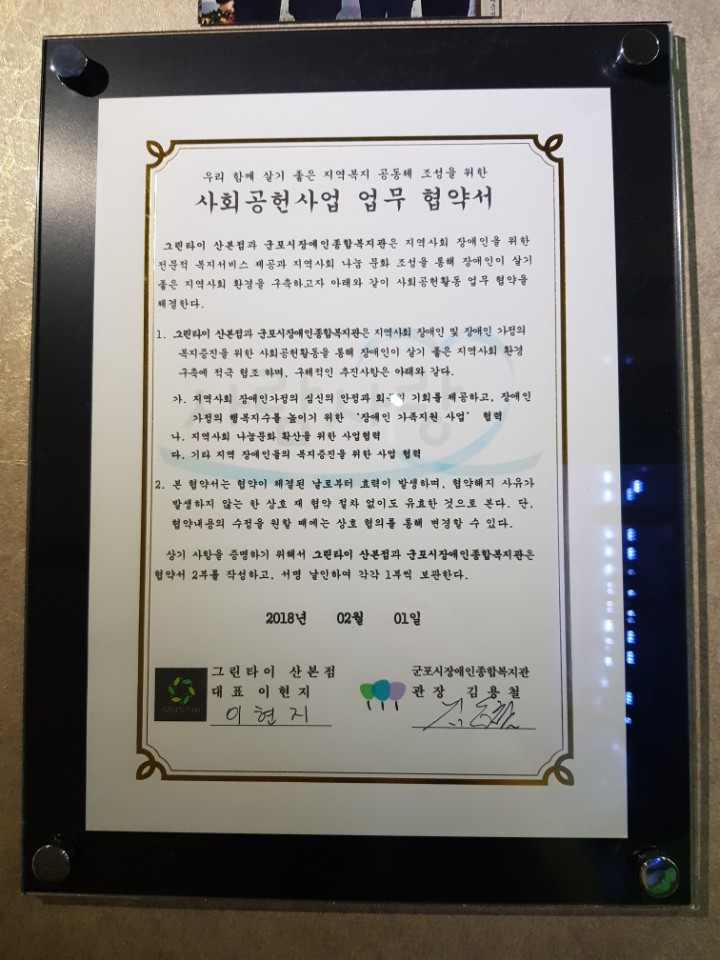 우리 함께 살기 좋은 지역복지 공동해 조성을 위한
사회공헌사업 업무 협약서
그린타이 산본점과 군포시장애인종합복지관은 지역사회 장애인을 위한
전문적 복지서비스 제공과 지역사회 나눔 문화 조성을 통해 장애인이 살기
좋은 지역사회 환경을 구축하고자 아래와 같이 사회공헌활동 업무 협약을
해결한다.
1. 그린타이 산본점과 군포시장애인종합복지관은 지역사회 장애인 및 장애인 가정의
복지증진을 위한 사회공헌활동을 통해 장애인이 살기 좋은 지역사회 환경
구축에 적극 협조 하며, 구해적인 추진사항은 아래와 같다.
가. 지역사회 장애인가정의 심신의 안정과 회복의 기회를 제공하고, 장애인
가정의 행복지수를 높이기 위한 '장애인 가족지원 사업' 협력
나. 지역사회 나눔문화 확산을 위한 사업협력
다. 기타 지역 장애인들의 복지증진을 위한 사업 협력
2. 본 협약서는 협약이 해결된 날로부터 효력이 발생하며, 협약해지 사유가
발생하지 않는 한 상호 재 협약 절차 없이도 유효한 것으로 본다. 단,
협약내용의 수정을 원할 때에는 상호 협의를 통해 변경할 수 있다.
상기 사항을 증명하기 위해서 그린타이 산본점과 군포시장애인종합복지관은
협약서 2부를 작성하고, 서명 날인하여 각각 1부씩 보관한다.
2018년 02월 01일
그린타이 산본점
대표 이현지
이현지
GREEN THAI
군포시장애인종합복지관
관장 김용철